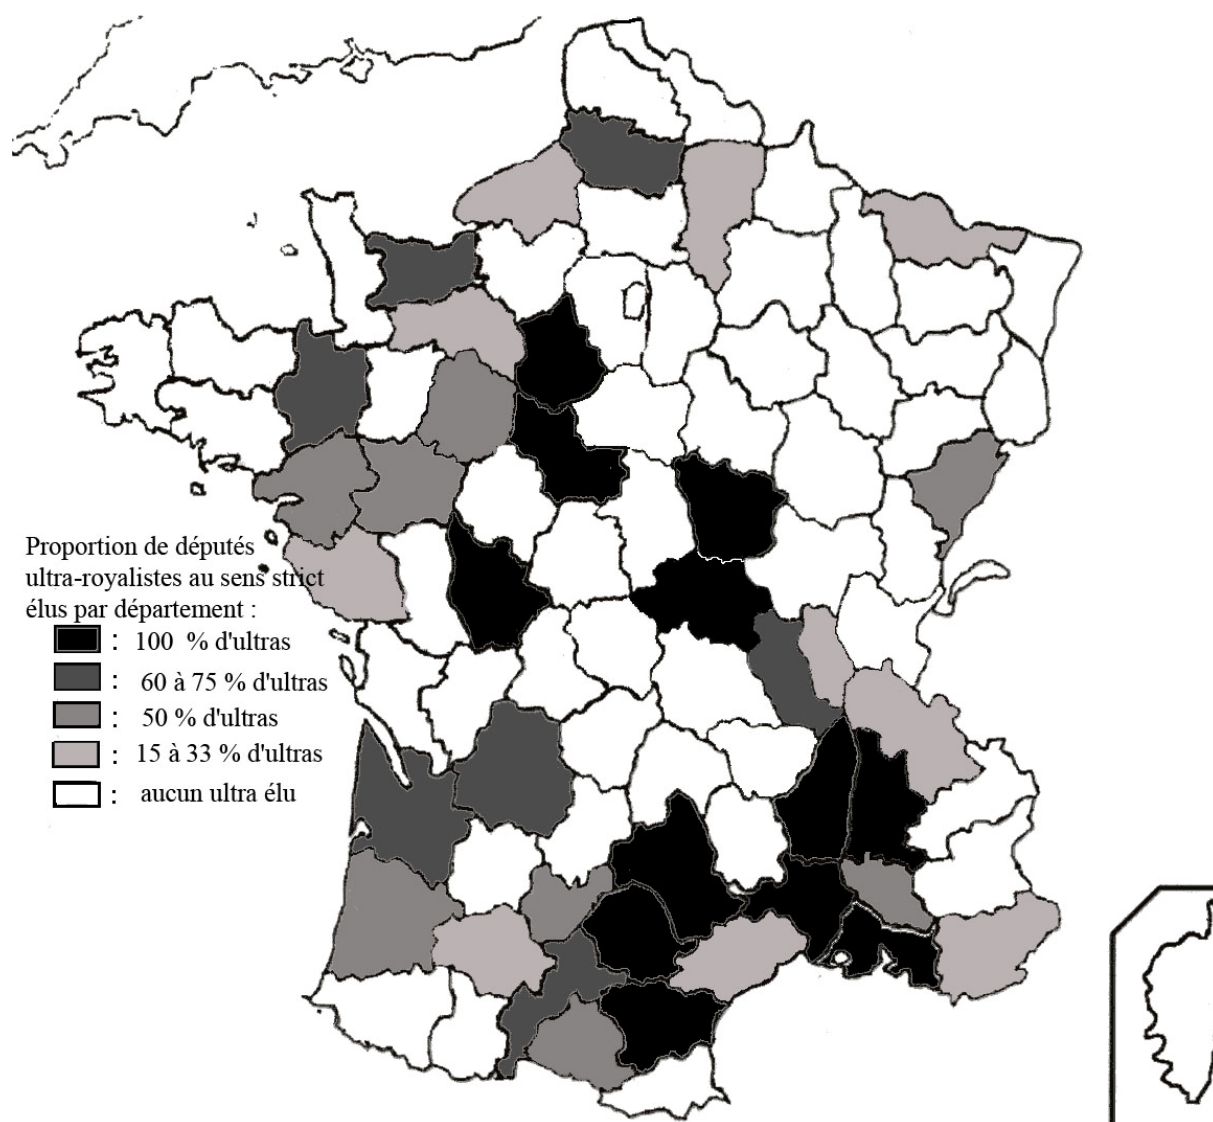 Proportion de députés
ultra-royalistes au sens strict
élus par département :
: 100 % d'ultras
: 60 à 75 % d'ultras
: 50 % d'ultras
: 15 à 33 % d'ultras
: aucun ultra élu